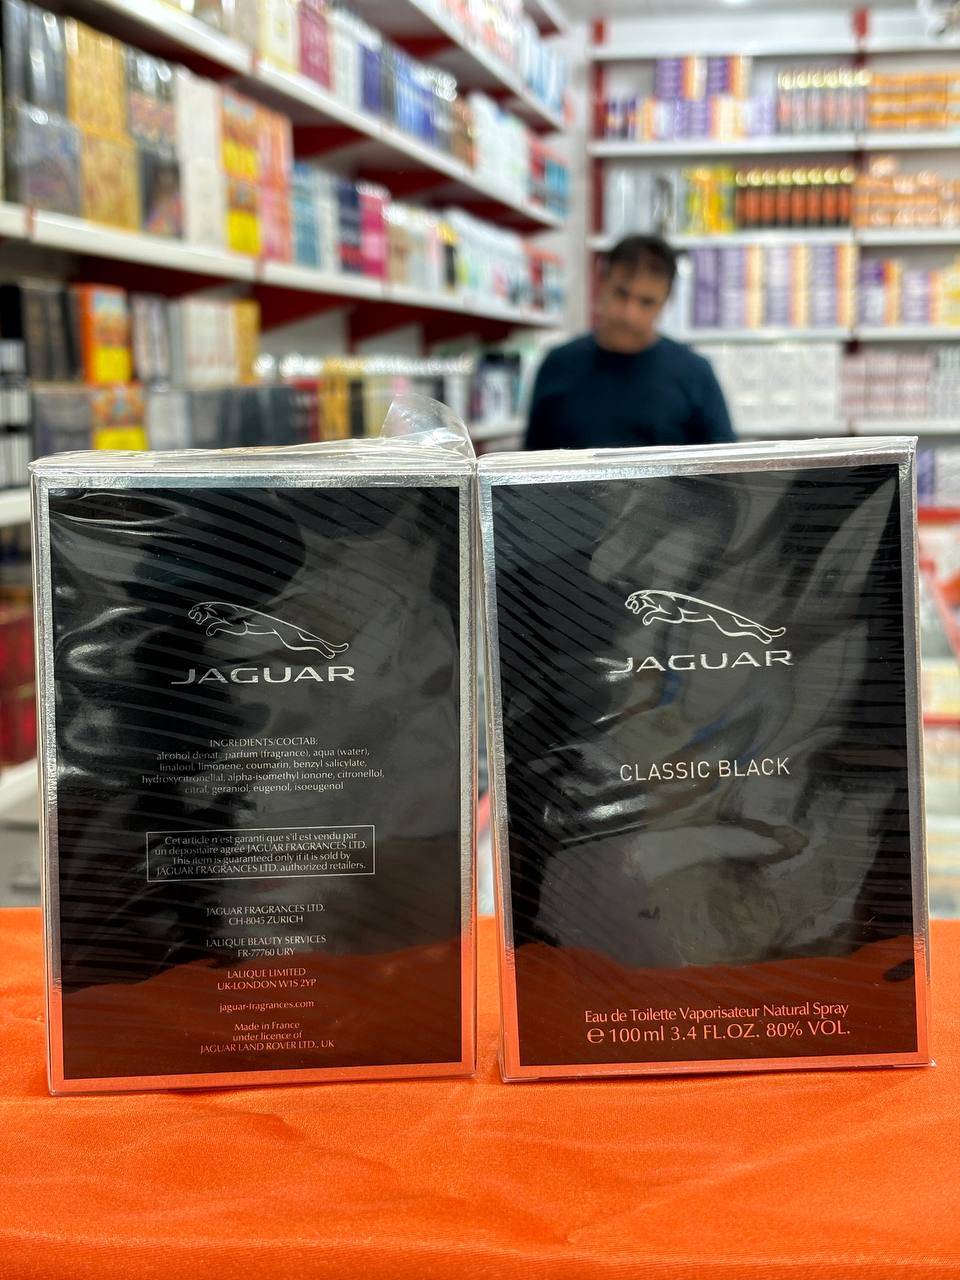 JAGUAR
INGREDIENTS/COCTAB:
alcohol denat., parfum (fragrance), aqua (water),
linalool, limonene, coumarin, benzyl salicylate,
hydroxycitronellal, alpha-isomethyl ionone, citronellol,
citral, geraniol, eugenol, isoeugenol
Cet article n'est garanti que s'il est vendu par
un dépositaire agréé JAGUAR FRAGRANCES LTD.
This item is guaranteed only if it is sold by
JAGUAR FRAGRANCES LTD. authorized retailers.
JAGUAR FRAGRANCES LTD.
CH-8045 ZURICH
LALIQUE BEAUTY SERVICES
FR-77760 URY
LALIQUE LIMITED
UK-LONDON W1S 2YP
jaguar-fragrances.com
Made in France
under licence of
JAGUAR LAND ROVER LTD., UK
JAGUAR
CLASSIC BLACK
Eau de Toilette Vaporisateur Natural Spray
℮ 100 ml 3.4 FL.OZ. 80% VOL.